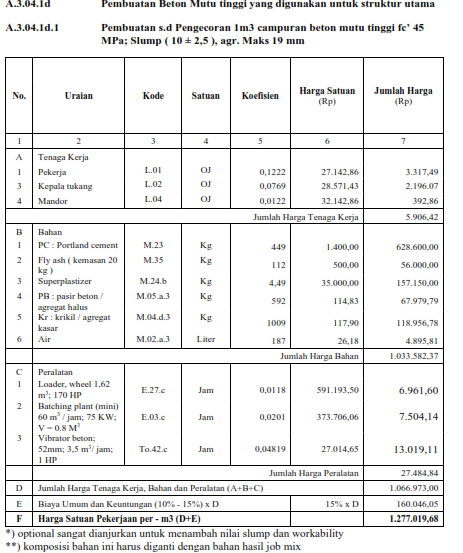 A.3.04.1d Pembuatan Beton Mutu tinggi yang digunakan untuk struktur utama
A.3.04.1d.1 Pembuatan s.d Pengecoran 1m3 campuran beton mutu tinggi fc’ 45
MPa; Slump ( 10 ± 2,5 ), agr. Maks 19 mm
No. Uraian Kode Satuan Koefisien Harga Satuan (Rp) Jumlah Harga (Rp)
1 2 3 4 5 6 7
A Tenaga Kerja
1 Pekerja L.01 OJ 0,1222 27.142,86 3.317,49
3 Kepala tukang L.02 OJ 0,0769 28.571,43 2.196.07
4 Mandor L.04 OJ 0,0122 32.142,86 392,86
Jumlah Harga Tenaga Kerja 5.906,42
B Bahan
1 PC : Portland cement M.23 Kg 449 1.400,00 628.600,00
2 Fly ash ( kemasan 20
kg ) M.35 Kg 112 500,00 56.000,00
3 Superplastizer M.24.b Kg 4,49 35.000,00 157.150,00
4 PB : pasir beton /
agregat halus M.05.a.3 Kg 592 114,83 67.979,79
5 Kr : krikil / agregat
kasar M.04.d.3 Kg 1009 117,90 118.956,78
6 Air M.02.a.3 Liter 187 26,18 4.895,81
Jumlah Harga Bahan 1.033.582,37
C Peralatan
1 Loader, wheel 1,62
m³; 170 HP E.27.c Jam 0,0118 591.193,50 6.961,60
2 Batching plant (mini)
60 m³ / jam; 75 KW;
V = 0.8 M³ E.03.c Jam 0,0201 373.706,06 7.504,14
3 Vibrator beton;
52mm; 3,5 m³/ jam;
1 HP To.42.c Jam 0,04819 27.014,65 13.019,11
Jumlah Harga Peralatan 27.484,84
D Jumlah Harga Tenaga Kerja, Bahan dan Peralatan (A+B+C) 1.066.973,00
E Biaya Umum dan Keuntungan (10% - 15%) x D 15% x D 160.046,05
F Harga Satuan Pekerjaan per - m3 (D+E) 1.277.019,68
*) optional sangat dianjurkan untuk menambah nilai slump dan workability
**) komposisi bahan ini harus diganti dengan bahan hasil job mix